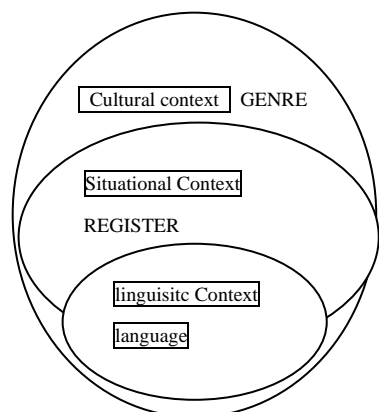 Cultural context GENRE
Situational Context
REGISTER
linguisitc Context
language